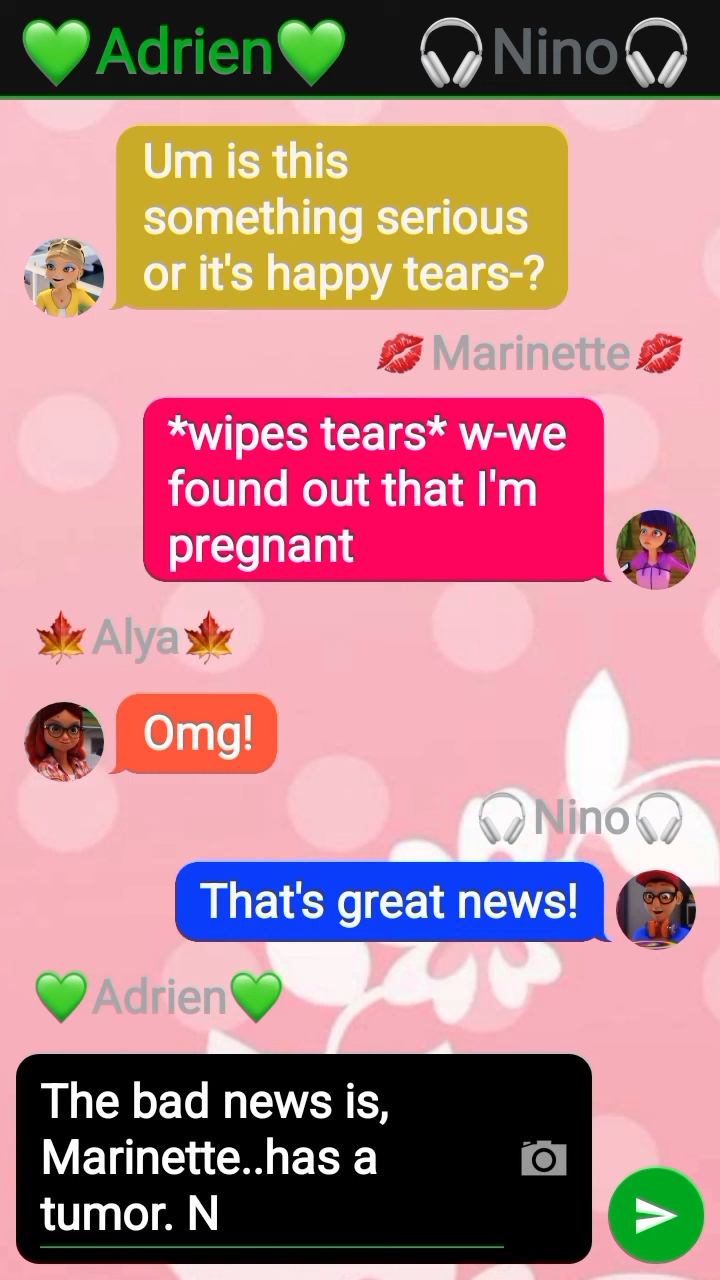 💚Adrien💚 🎧Nino🎧
Um is this
something serious
or it's happy tears-?
💋Marinette💋
*wipes tears* w-we
found out that I'm
pregnant
🍁Alya🍁
Omg!
🎧Nino🎧
That's great news!
💚Adrien💚
The bad news is,
Marinette..has a
tumor. N